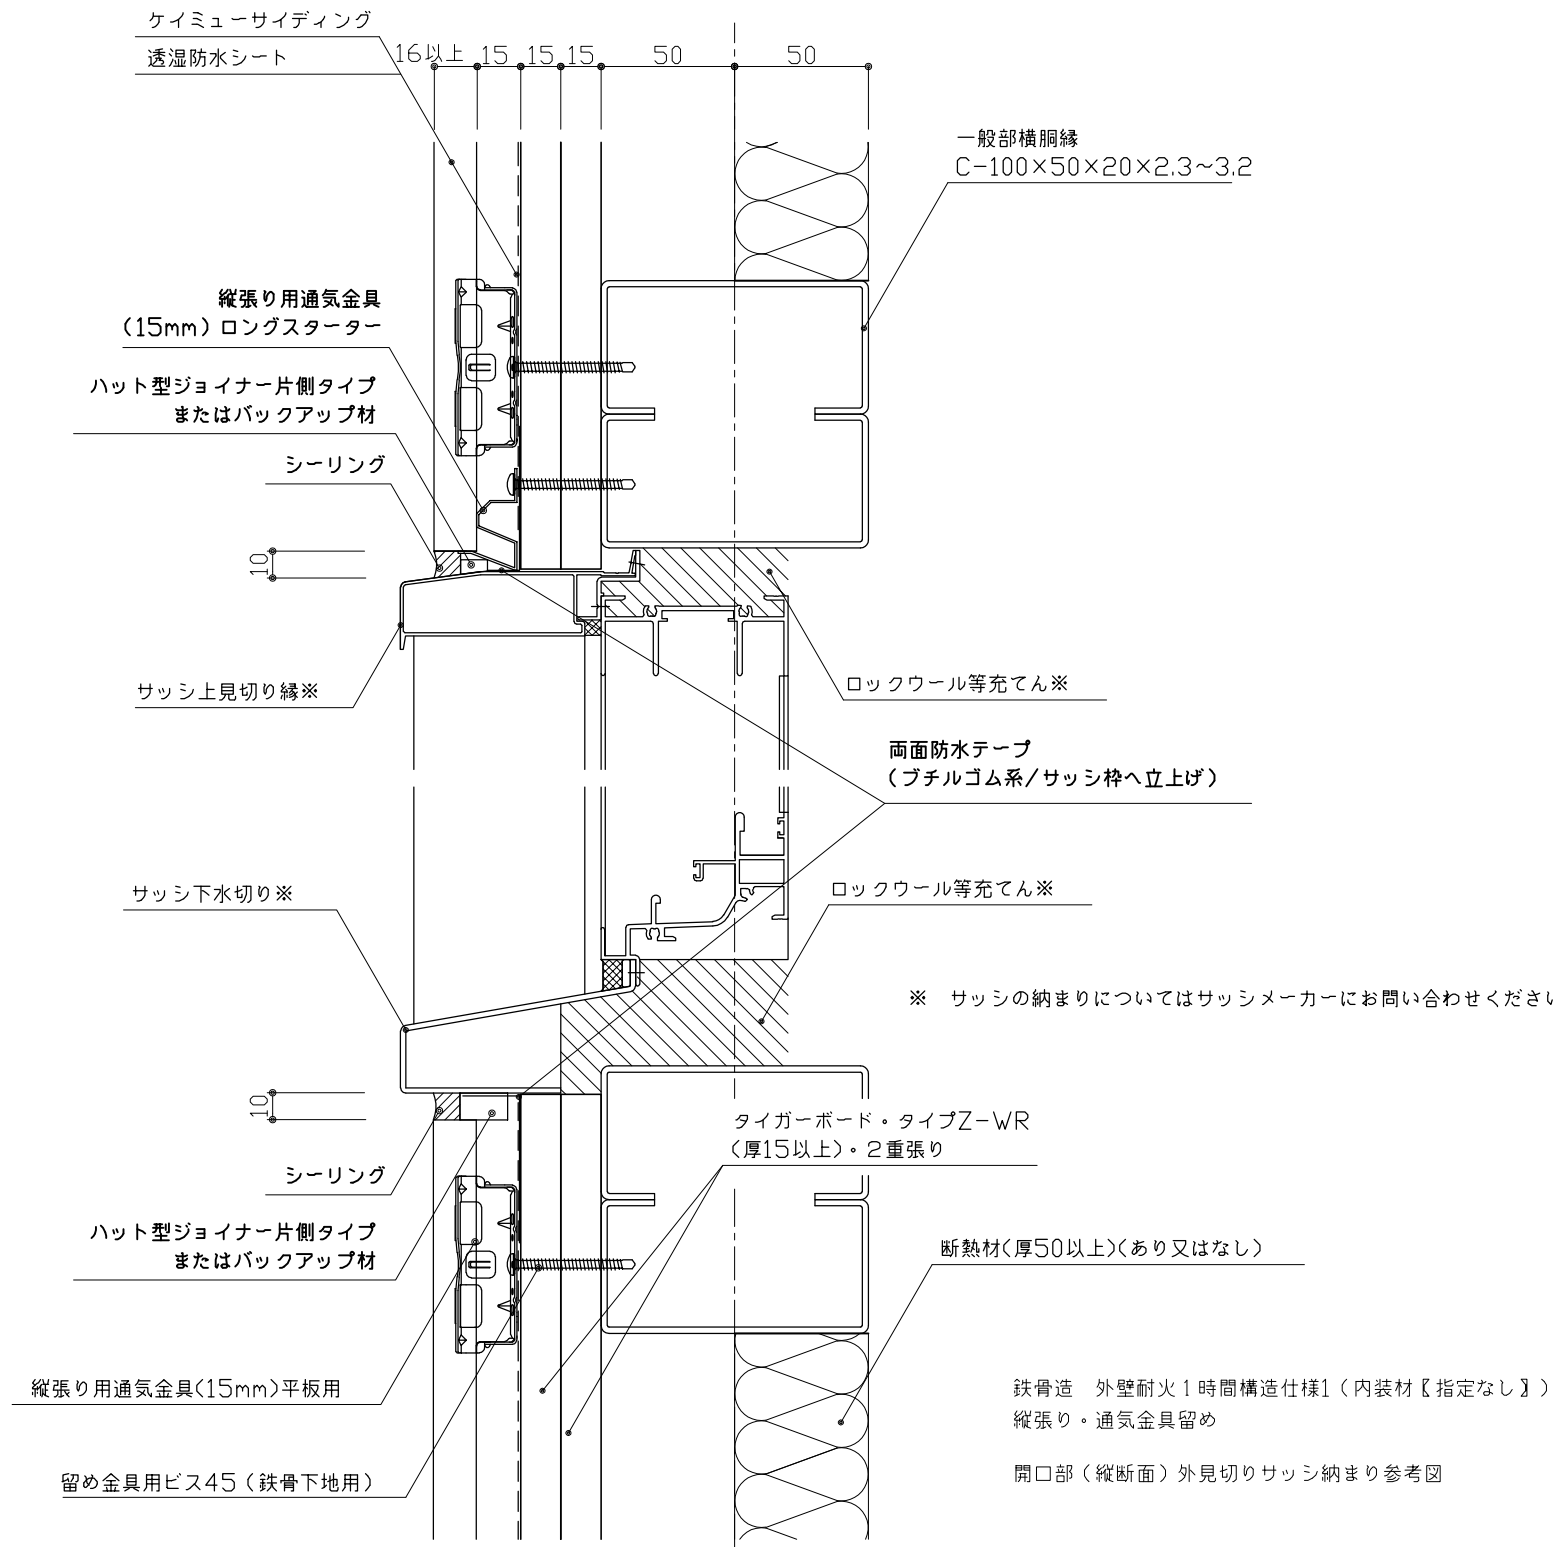 ケイミューサイディング
透湿防水シート
16以上 15 15 15 50 50
一般部横胴縁
C-100×50×20×2.3~3.2
縦張り用通気金具
(15mm)ロングスターター
ハット型ジョイナー片側タイプ
またはバックアップ材
シーリング
10
サッシ上見切り縁※
ロックウール等充てん※
両面防水テープ
(ブチルゴム系/サッシ枠へ立上げ)
サッシ下水切り※
ロックウール等充てん※
※ サッシの納まりについてはサッシメーカーにお問い合わせください
10
タイガーボード・タイプZ-WR
(厚15以上)・2重張り
シーリング
ハット型ジョイナー片側タイプ
またはバックアップ材
断熱材(厚50以上)(あり又はなし)
縦張り用通気金具(15mm)平板用
留め金具用ビス45(鉄骨下地用)
鉄骨造 外壁耐火1時間構造仕様1(内装材〖指定なし〗)
縦張り・通気金具留め
開口部(縦断面)外見切りサッシ納まり参考図